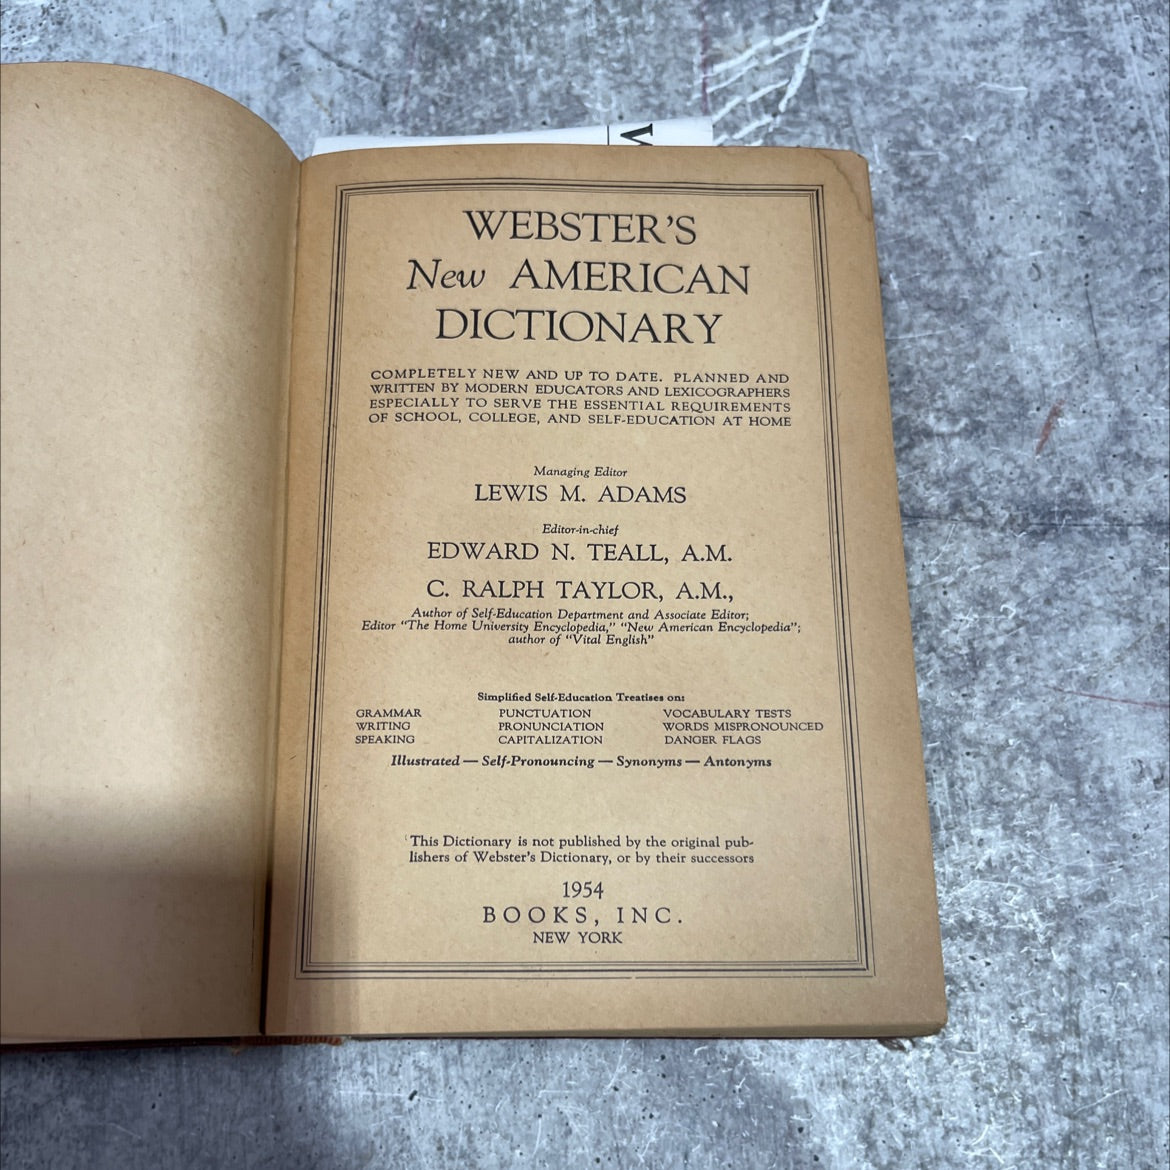 W
WEBSTER'S
New AMERICAN
DICTIONARY
COMPLETELY NEW AND UP TO DATE. PLANNED AND
WRITTEN BY MODERN EDUCATORS AND LEXICOGRAPHERS
ESPECIALLY TO SERVE THE ESSENTIAL REQUIREMENTS
OF SCHOOL, COLLEGE, AND SELF-EDUCATION AT HOME
Managing Editor
LEWIS M. ADAMS
Editor-in-chief
EDWARD N. TEALL, A.M.
C. RALPH TAYLOR, A.M.,
Author of Self-Education Department and Associate Editor;
Editor "The Home University Encyclopedia," "New American Encyclopedia";
author of "Vital English"
Simplified Self-Education Treatises on:
GRAMMAR PUNCTUATION VOCABULARY TESTS
WRITING PRONUNCIATION WORDS MISPRONOUNCED
SPEAKING CAPITALIZATION DANGER FLAGS
Illustrated — Self-Pronouncing — Synonyms — Antonyms
This Dictionary is not published by the original pub-
lishers of Webster's Dictionary, or by their successors
1954
BOOKS, INC.
NEW YORK